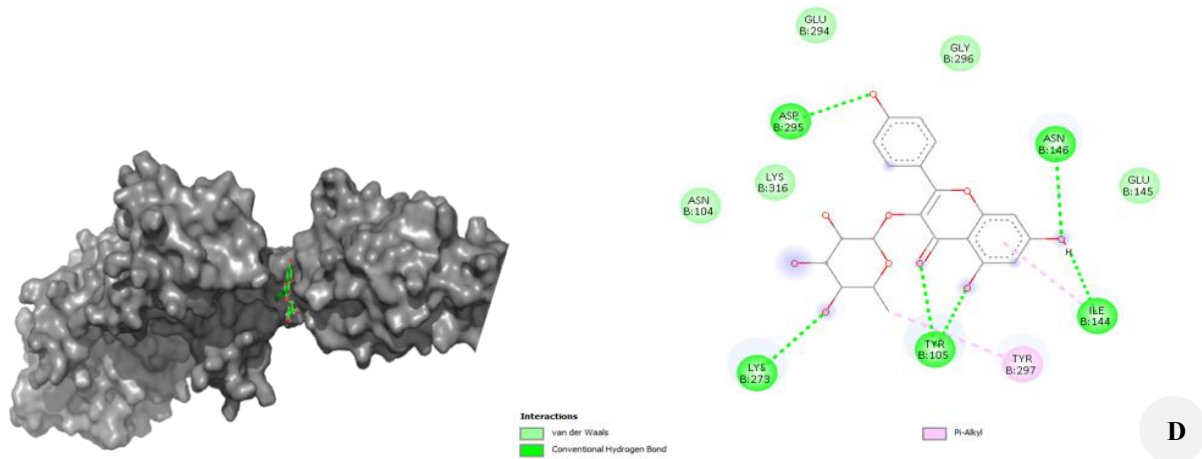 GLU
B:294
GLY
B:296
ASP
B:295
ASN
B:146
LYS
B:316
GLU
B:145
ASN
B:104
H
ILE
B:144
TYR
B:105
TYR
B:297
LYS
B:273
Interactions
van der Waals
Conventional Hydrogen Bond
Pi-Alkyl
D